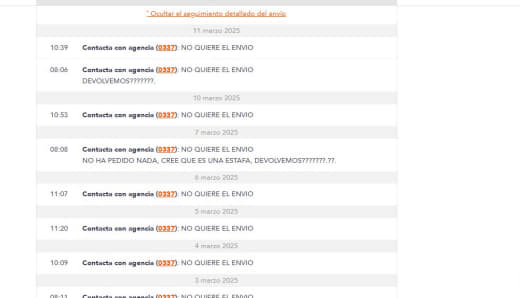 ^ Ocultar el seguimiento detallado del envío
11 marzo 2025
10:39 Contacto con agencia (0337): NO QUIERE EL ENVIO
08:06 Contacto con agencia (0337): NO QUIERE EL ENVIO
DEVOLVEMOS???????.
10 marzo 2025
10:53 Contacto con agencia (0337): NO QUIERE EL ENVIO
7 marzo 2025
08:08 Contacto con agencia (0337): NO QUIERE EL ENVIO
NO HA PEDIDO NADA, CREE QUE ES UNA ESTAFA, DEVOLVEMOS???????.??.
6 marzo 2025
11:07 Contacto con agencia (0337): NO QUIERE EL ENVIO
5 marzo 2025
11:20 Contacto con agencia (0337): NO QUIERE EL ENVIO
4 marzo 2025
10:09 Contacto con agencia (0337): NO QUIERE EL ENVIO
3 marzo 2025
08:11 Contacto con agencia (0337): NO QUIERE EL ENVIO